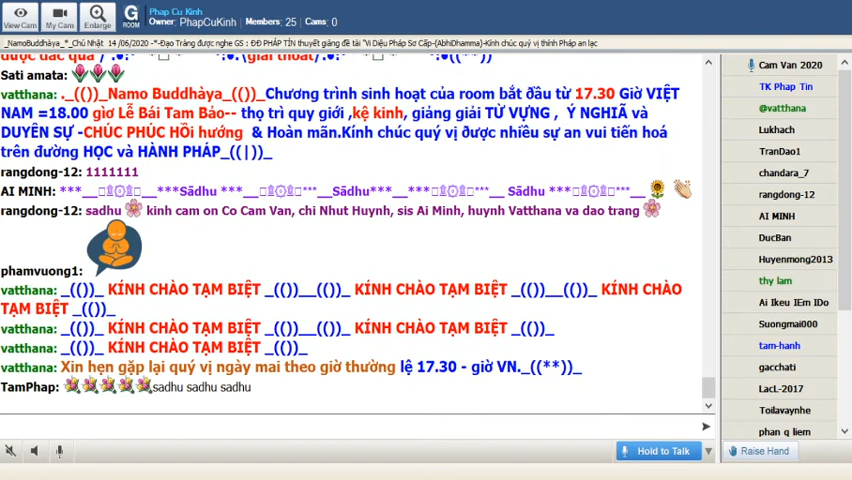 View Cam
My Cam
Enlarge
G
ROOM
Phap Cu Kinh
Owner: PhapCuKinh Members: 25 Cams: 0
_NamoBuddhàya_*_Chủ Nhật 14/06/2020 -*-Đạo Tràng được nghe GS : ĐĐ PHÁP TÍN thuyết giảng đề tài "Vi Diệu Pháp Sơ Cấp-(AbhiDhamma)-Kính chúc quý vị thính Pháp an lạc
Sati amata:
vatthana: ._(())_Namo Buddhàya_(())_Chương trình sinh hoạt của room bắt đầu từ 17.30 Giờ VIỆT
NAM =18.00 giờ Lễ Bái Tam Bảo-- thọ trì quy giới ,kệ kinh, giảng giải TỪ VỰNG , Ý NGHĨA và
DUYÊN SỰ -CHÚC PHÚC HỒi hướng & Hoàn mãn.Kính chúc quý vị được nhiều sự an vui tiến hoá
trên đường HỌC và HÀNH PHÁP_((|))_
rangdong-12: 1111111
AI MINH: ***__۩۞۩__***Sādhu ***__۩۞۩***__Sādhu***__***۩۞۩***__ Sādhu ***۩۞۩***__
rangdong-12: sadhu kinh cam on Co Cam Van, chi Nhut Huynh, sis Ai Minh, huynh Vatthana va dao trang
phamvuong1:
vatthana: _(())_ KÍNH CHÀO TẠM BIỆT _(())__(())_ KÍNH CHÀO TẠM BIỆT _(())__(())_ KÍNH CHÀO
TẠM BIỆT _(())_
vatthana: _(())_ KÍNH CHÀO TẠM BIỆT _(())__(())_ KÍNH CHÀO TẠM BIỆT _(())_
vatthana: _(())_ KÍNH CHÀO TẠM BIỆT _(())_
vatthana: Xin hẹn gặp lại quý vị ngày mai theo giờ thường lệ 17.30 - giờ VN._((**))_
TamPhap: sadhu sadhu sadhu
Hold to Talk
Cam Van 2020
TK Phap Tin
@vatthana
Lukhach
TranDao1
chandara_7
rangdong-12
AI MINH
DucBan
Huyenmong2013
thy lam
Ai Ikeu IEm IDo
Suongmai000
tam-hanh
gacchati
LacL-2017
Toilavaynhe
phan q liem
Raise Hand